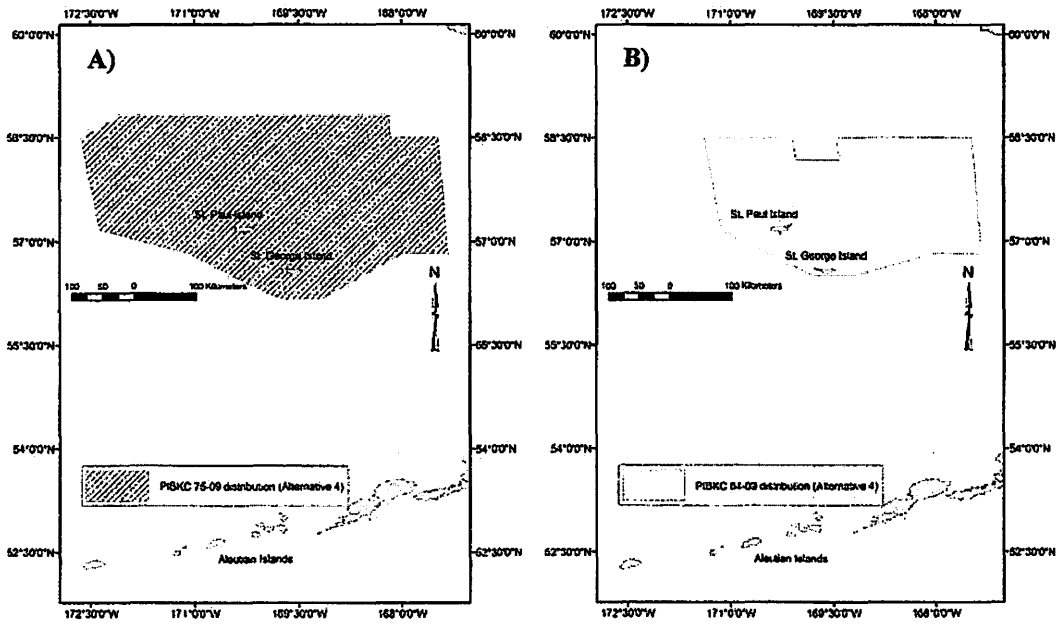 172°30'0"W 171°0'0"W 169°30'0"W 168°0'0"W
60°0'0"N 60°0'0"N
A)
58°30'0"N 58°30'0"N
St. Paul Island
57°0'0"N 57°0'0"N
St. George Island
N
100 50 0 100 Kilometers
55°30'0"N 55°30'0"N
54°0'0"N 54°0'0"N
PIBKC 75-09 distribution (Alternative 4)
52°30'0"N 52°30'0"N
Aleutian Islands
172°30'0"W 171°0'0"W 169°30'0"W 168°0'0"W
172°30'0"W 171°0'0"W 169°30'0"W 168°0'0"W
60°0'0"N 60°0'0"N
B)
58°30'0"N 58°30'0"N
St. Paul Island
57°0'0"N 57°0'0"N
St. George Island
N
100 50 0 100 Kilometers
55°30'0"N 55°30'0"N
54°0'0"N 54°0'0"N
PIBKC 84-09 distribution (Alternative 4)
52°30'0"N 52°30'0"N
Aleutian Islands
172°30'0"W 171°0'0"W 169°30'0"W 168°0'0"W